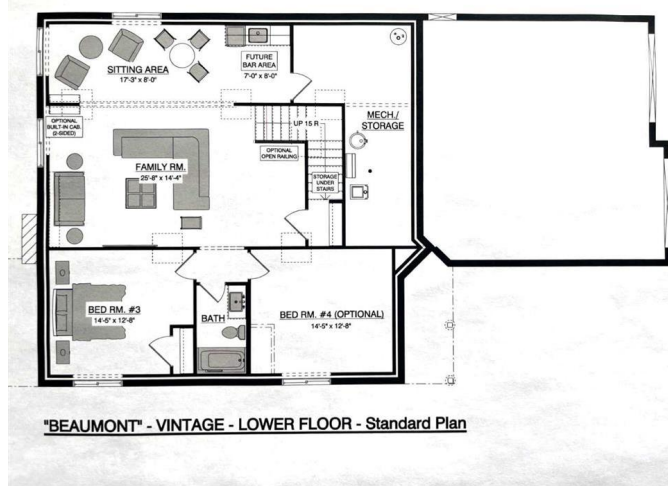 SITTING AREA
17'-3" x 8'-0"
FUTURE
BAR AREA
7'-0" x 8'-0"
OPTIONAL
BUILT-IN CAB.
(2-SIDED)
UP 15 R
MECH./
STORAGE
FAMILY RM.
25'-8" x 14'-4"
OPTIONAL
OPEN RAILING
STORAGE
UNDER
STAIRS
BED RM. #3
14'-5" x 12'-8"
BATH
BED RM. #4 (OPTIONAL)
14'-5" x 12'-8"
"BEAUMONT" - VINTAGE - LOWER FLOOR - Standard Plan